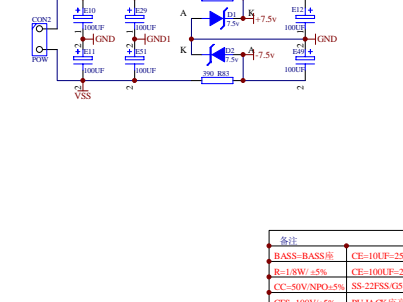 CON2
POW
E10
100UF
GND
E11
100UF
VSS
E29
100UF
GND1
E51
100UF
A
D1
7.5v
K
+7.5v
K
D2
7.5v
A
-7.5v
390 R83
E12
100UF
GND
E49
100UF
备注
BASS=BASS座
CE=10UF=25
R=1/8W/ ±5%
CE=100UF=2
CC=50V/NPO±5%
SS-22FSS/G5